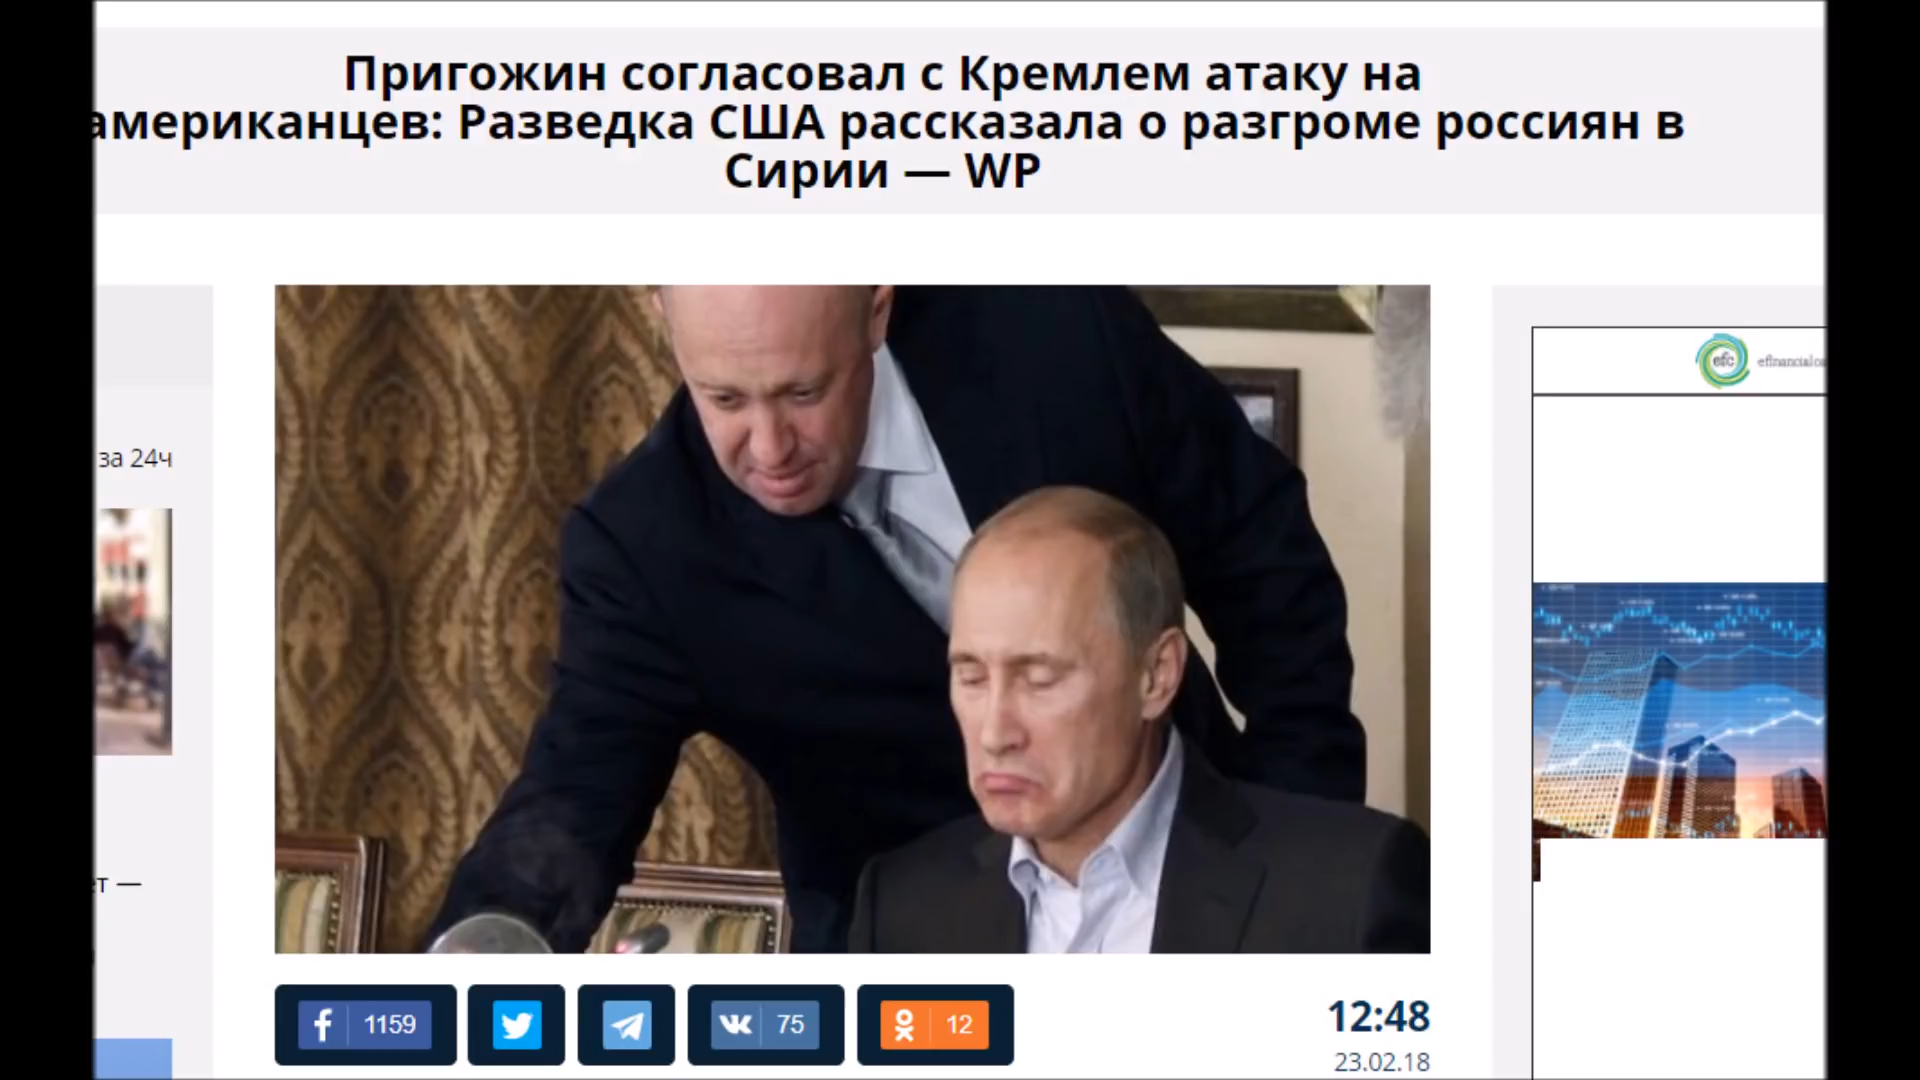 Пригожин согласовал с Кремлем атаку на
американцев: Разведка США рассказала о разгроме россиян в
Сирии — WP
efc
за 24ч
т —
1159
75
12
12:48
23.02.18